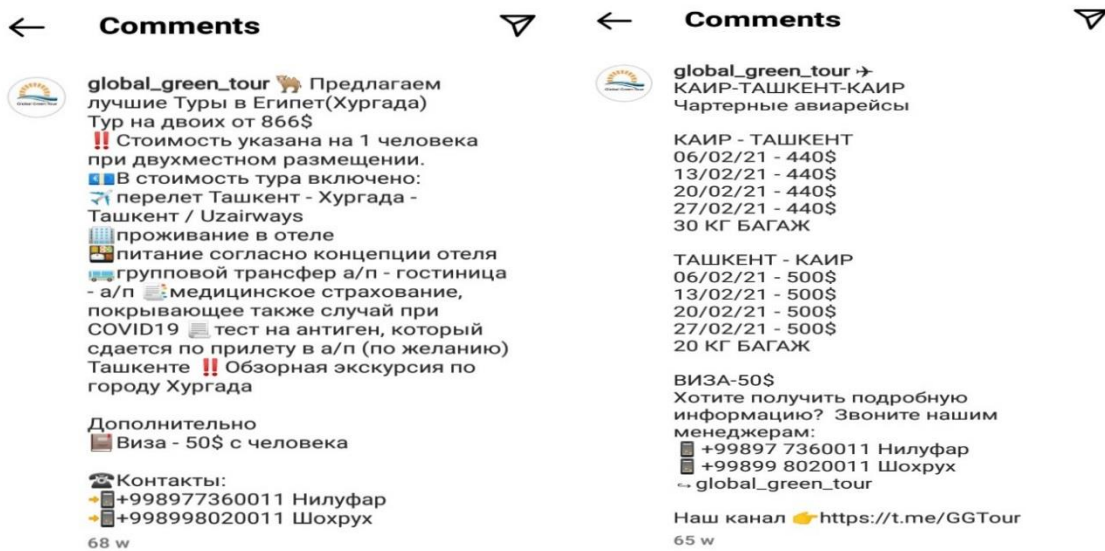 Comments
global_green_tour 🐫 Предлагаем
лучшие Туры в Египет(Хургада)
Тур на двоих от 866$
‼️Стоимость указана на 1 человека
при двухместном размещении.
💶В стоимость тура включено:
✈️ перелет Ташкент - Хургада -
Ташкент / Uzairways
🏢проживание в отеле
🍱питание согласно концепции отеля
🚌групповой трансфер а/п - гостиница
- а/п 📑медицинское страхование,
покрывающее также случай при
COVID19 📃тест на антиген, который
сдается по прилету в а/п (по желанию)
Ташкенте ‼️Обзорная экскурсия по
городу Хургада
Дополнительно
📕Виза - 50$ с человека
☎️Контакты:
➜📱+998977360011 Нилуфар
➜📱+998998020011 Шохрух
68 w
Comments
global_green_tour ✈
КАИР-ТАШКЕНТ-КАИР
Чартерные авиарейсы
КАИР - ТАШКЕНТ
06/02/21 - 440$
13/02/21 - 440$
20/02/21 - 440$
27/02/21 - 440$
30 КГ БАГАЖ
ТАШКЕНТ - КАИР
06/02/21 - 500$
13/02/21 - 500$
20/02/21 - 500$
27/02/21 - 500$
20 КГ БАГАЖ
ВИЗА-50$
Хотите получить подробную
информацию? Звоните нашим
менеджерам:
📱+99897 7360011 Нилуфар
📱+99899 8020011 Шохрух
↪global_green_tour
Наш канал 👉https://t.me/GGTour
65 w